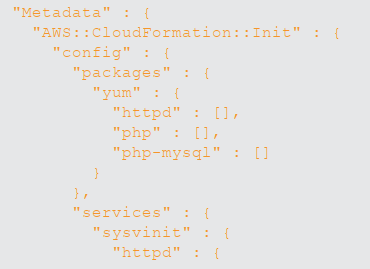 "Metadata" : {
"AWS::CloudFormation::Init" : {
"config" : {
"packages" : {
"yum" : {
"httpd" : [],
"php" : [],
"php-mysql" : []
}
},
"services" : {
"sysvinit" : {
"httpd" : {